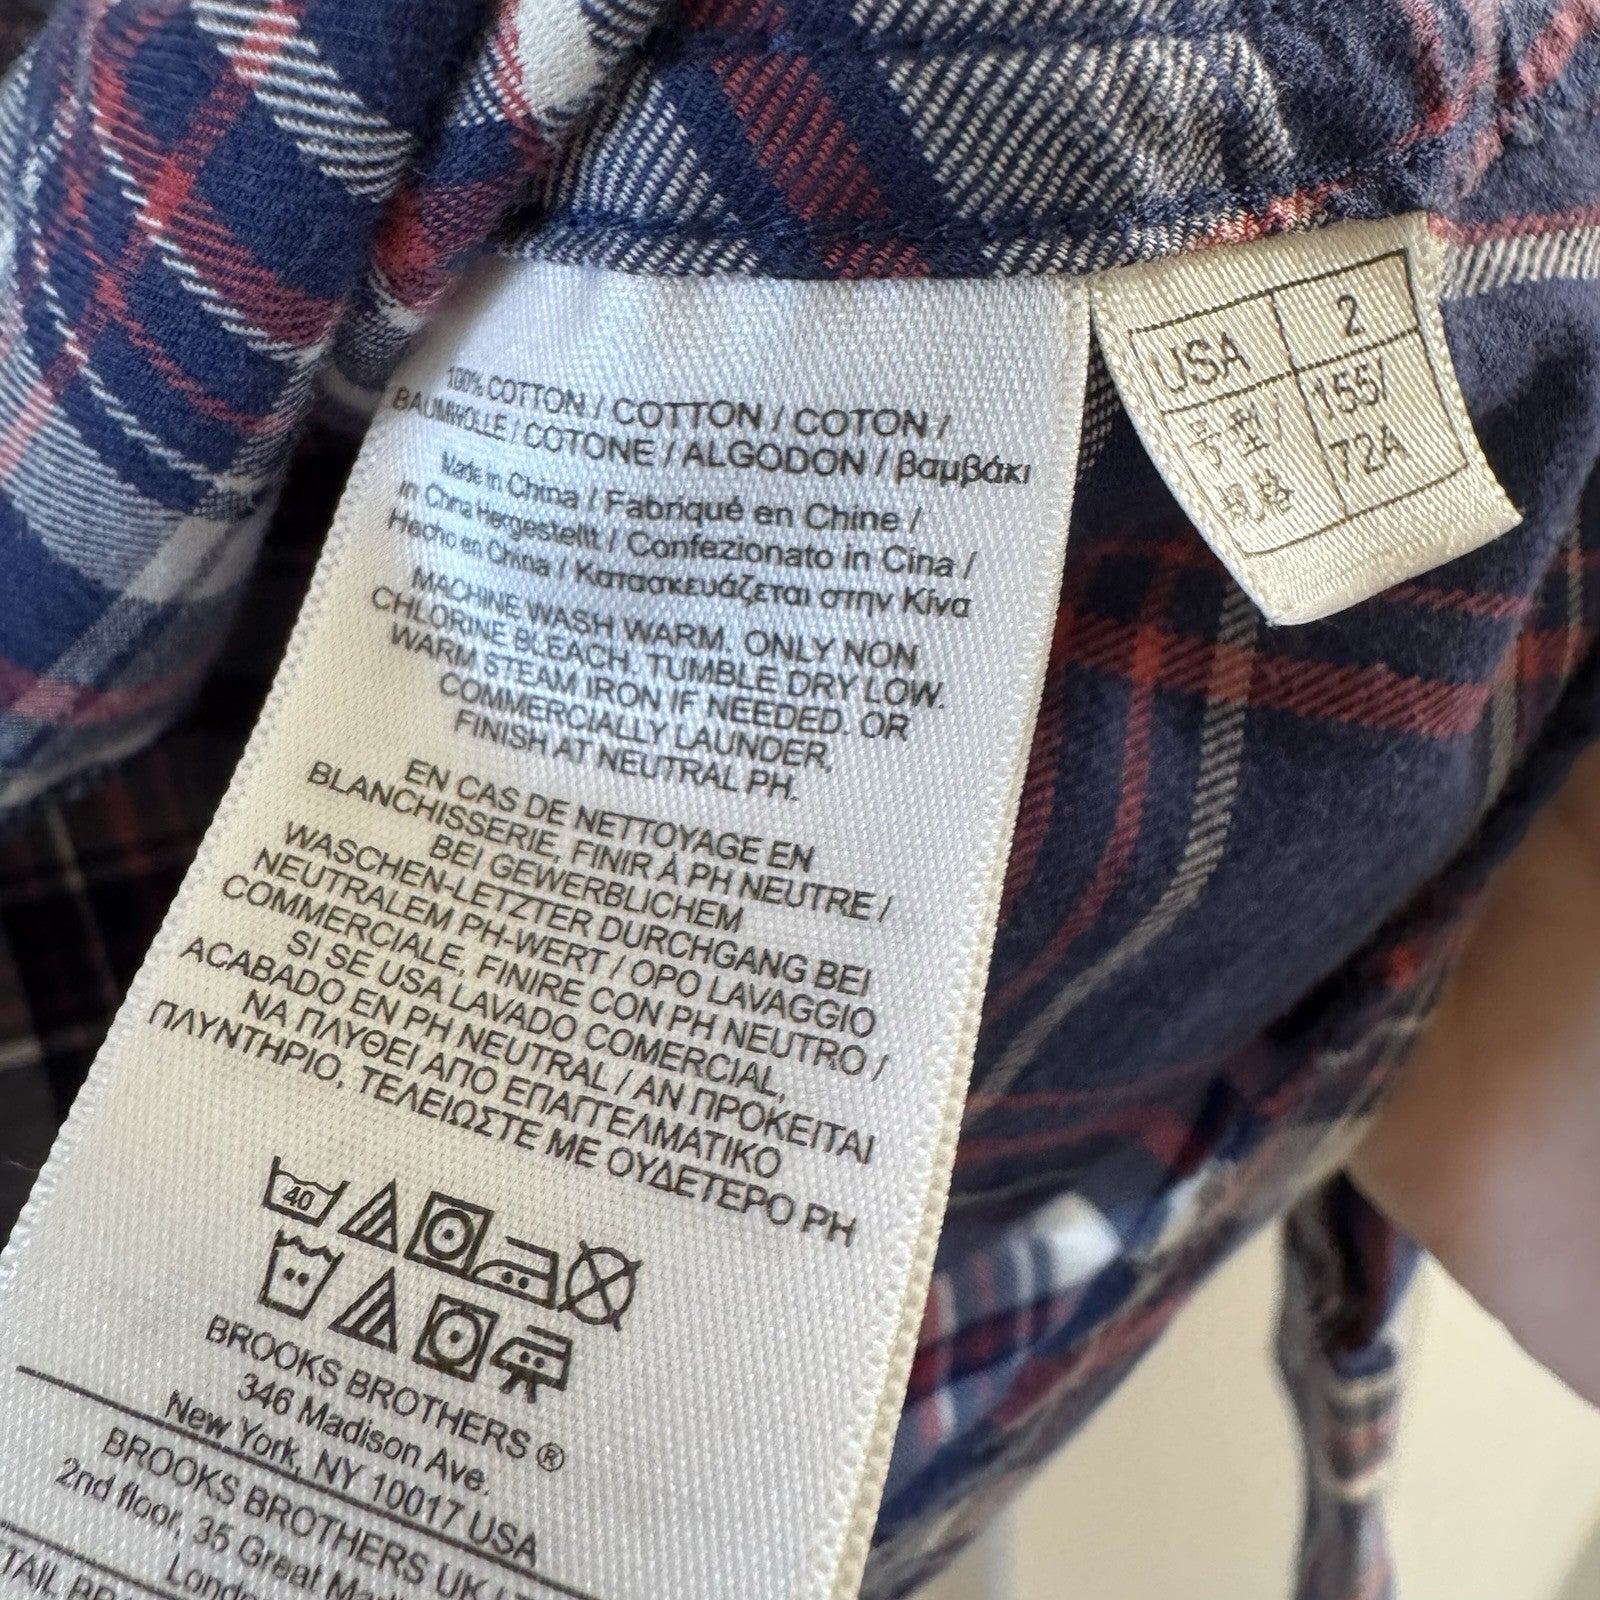 100% COTTON / COTTON / COTON /
BAUMWOLLE / COTONE / ALGODON / βαμβάκι
Made in China / Fabriqué en Chine /
in China Hergestellt / Confezionato in Cina /
Hecho en China / Κατασκευάζεται στην Κίνα
MACHINE WASH WARM. ONLY NON
CHLORINE BLEACH. TUMBLE DRY LOW.
WARM STEAM IRON IF NEEDED. OR
COMMERCIALLY LAUNDER,
FINISH AT NEUTRAL PH.
EN CAS DE NETTOYAGE EN
BLANCHISSERIE, FINIR À PH NEUTRE /
BEI GEWERBLICHEM
WASCHEN-LETZTER DURCHGANG BEI
NEUTRALEM PH-WERT / OPO LAVAGGIO
COMMERCIALE, FINIRE CON PH NEUTRO /
SI SE USA LAVADO COMERCIAL,
ACABADO EN PH NEUTRAL / ΑΝ ΠΡΟΚΕΙΤΑΙ
ΝΑ ΠΛΥΘΕΙ ΑΠΟ ΕΠΑΓΓΕΛΜΑΤΙΚΟ
ΠΛΥΝΤΗΡΙΟ, ΤΕΛΕΙΩΣΤΕ ΜΕ ΟΥΔΕΤΕΡΟ PH
40
BROOKS BROTHERS ®
346 Madison Ave.
New York, NY 10017 USA
BROOKS BROTHERS UK
2nd floor, 35 Great
USA 2
号型/ 155/
规格 72A